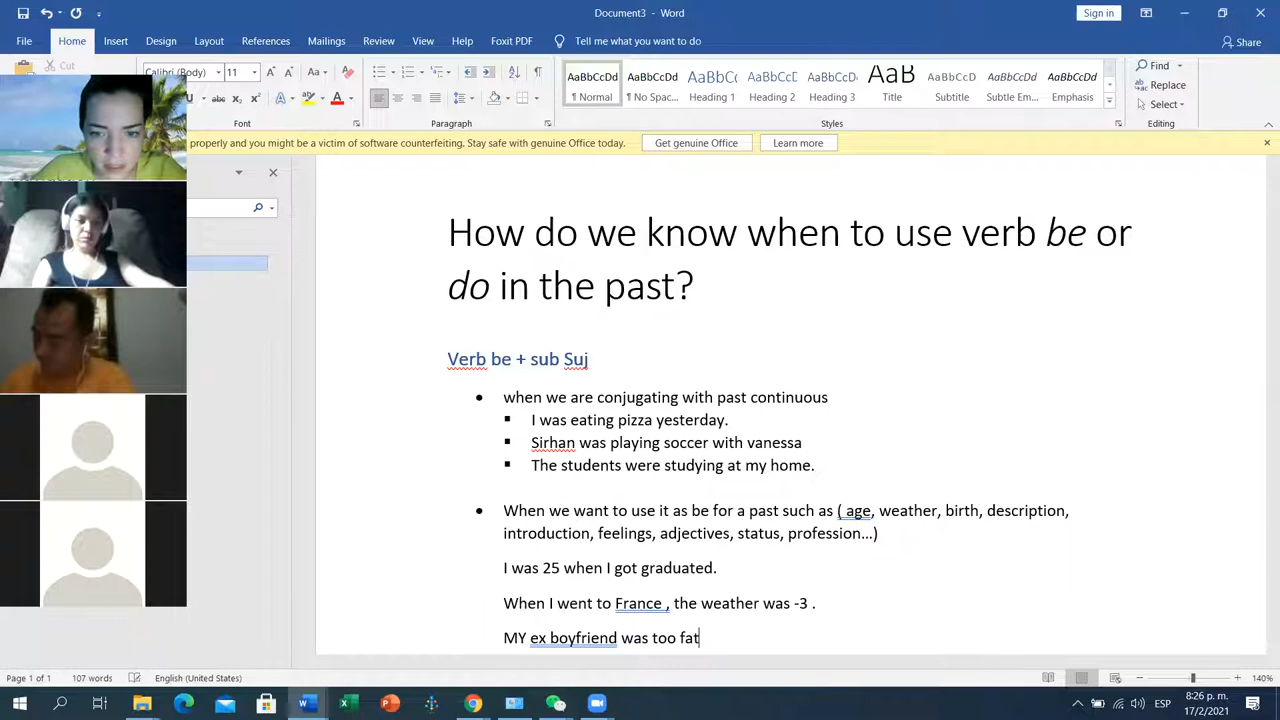 Document3 - Word
Sign in
File Home Insert Design Layout References Mailings Review View Help Foxit PDF Tell me what you want to do
Share
Cut
Calibri (Body) 11
Font
Paragraph
AaBbCcDd AaBbCcDd AaBbCc AaBbCcD AaBbCcD AaB AaBbCcD AaBbCcDd AaBbCcDd
¶ Normal ¶ No Spac... Heading 1 Heading 2 Heading 3 Title Subtitle Subtle Em... Emphasis
Styles
Find
Replace
Select
Editing
properly and you might be a victim of software counterfeiting. Stay safe with genuine Office today. Get genuine Office Learn more
How do we know when to use verb be or
do in the past?
Verb be + sub Suj
• when we are conjugating with past continuous
▪ I was eating pizza yesterday.
▪ Sirhan was playing soccer with vanessa
▪ The students were studying at my home.
• When we want to use it as be for a past such as ( age, weather, birth, description,
introduction, feelings, adjectives, status, profession...)
I was 25 when I got graduated.
When I went to France , the weather was -3 .
MY ex boyfriend was too fat
Page 1 of 1 107 words English (United States) 140%
ESP
8:26 p. m.
17/2/2021